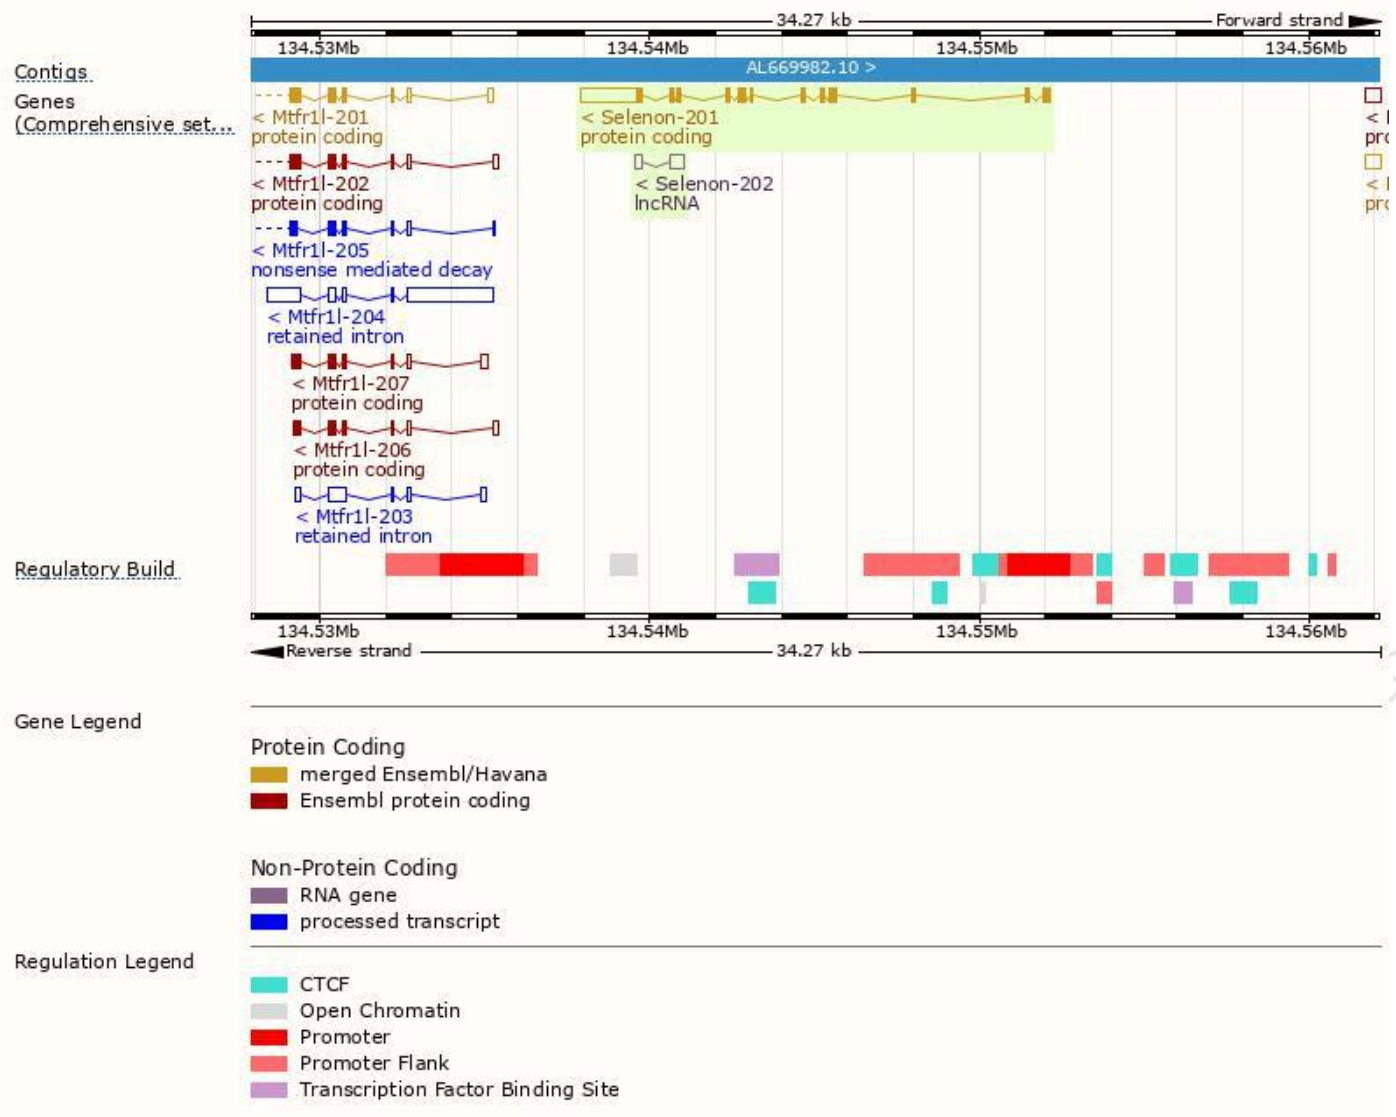 34.27 kb
Forward strand
134.53Mb 134.54Mb 134.55Mb 134.56Mb
Contigs
AL669982.10 >
Genes
(Comprehensive set...
< Mtfr1l-201
protein coding
< Selenon-201
protein coding
<
< Mtfr1l-202
protein coding
< Selenon-202
lncRNA
<
< Mtfr1l-205
nonsense mediated decay
< Mtfr1l-204
retained intron
< Mtfr1l-207
protein coding
< Mtfr1l-206
protein coding
< Mtfr1l-203
retained intron
Regulatory Build
134.53Mb 134.54Mb 134.55Mb 134.56Mb
Reverse strand
34.27 kb
Gene Legend
Protein Coding
merged Ensembl/Havana
Ensembl protein coding
Non-Protein Coding
RNA gene
processed transcript
Regulation Legend
CTCF
Open Chromatin
Promoter
Promoter Flank
Transcription Factor Binding Site